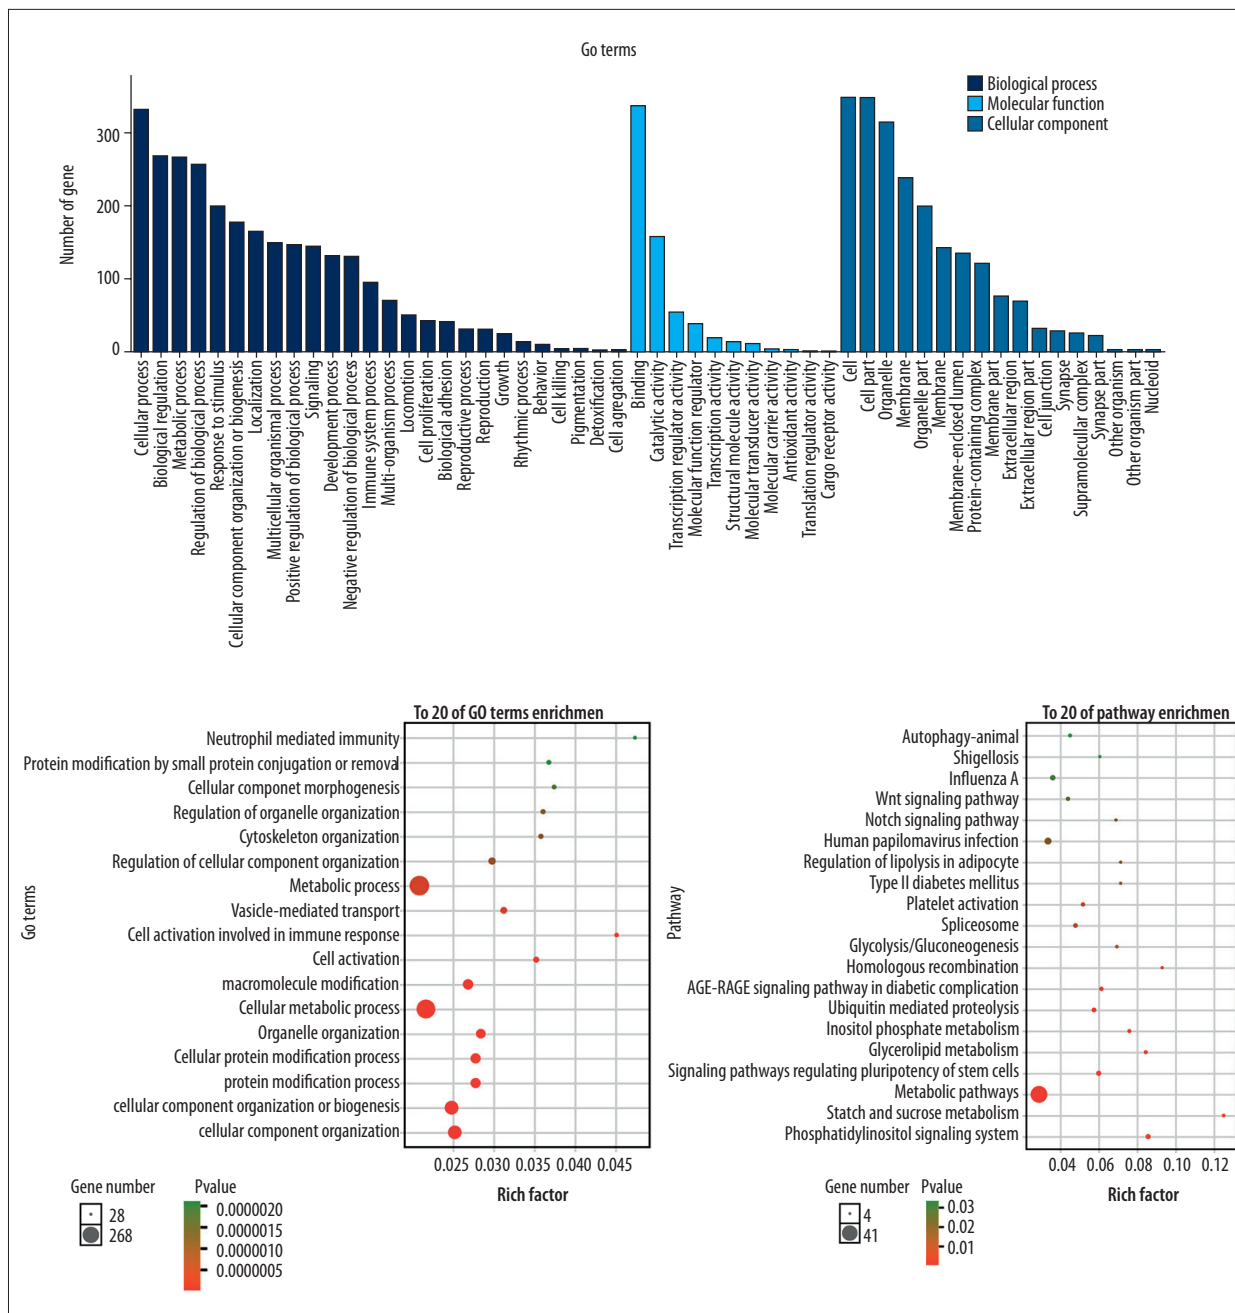 Go terms
Biological process
Molecular function
Cellular component
Number of gene
300
200
100
0
Cellular process
Biological regulation
Metabolic process
Regulation of biological process
Response to stimulus
Cellular component organization or biogenesis
Localization
Multicellular organismal process
Positive regulation of biological process
Signaling
Development process
Negative regulation of biological process
Immune system process
Multi-organism process
Locomotion
Cell proliferation
Biological adhesion
Reproductive process
Reproduction
Growth
Rhythmic process
Behavior
Cell killing
Pigmentation
Detoxification
Cell agregation
Binding
Catalytic activity
Transcription regulator activity
Molecular function regulator
Transcription activity
Structural molecule activity
Molecular transducer activity
Molecular carrier activity
Antioxidant activity
Translation regulator activity
Cargo receptor activity
Cell
Cell part
Organelle
Membrane
Organelle part
Membrane
Membrane-enclosed lumen
Protein-containing complex
Membrane part
Extracellular region
Extracellular region part
Cell junction
Synapse
Supramolecullar complex
Synapse part
Other organism
Other organism part
Nucleoid
To 20 of GO terms enrichmen
Go terms
Neutrophil mediated immunity
Protein modification by small protein conjugation or removal
Cellular componet morphogenesis
Regulation of organelle organization
Cytoskeleton organization
Regulation of cellular component organization
Metabolic process
Vasicle-mediated transport
Cell activation involved in immune response
Cell activation
macromolecule modification
Cellular metabolic process
Organelle organization
Cellular protein modification process
protein modification process
cellular component organization or biogenesis
cellular component organization
0.025 0.030 0.035 0.040 0.045
Rich factor
Gene number
28
268
Pvalue
0.0000020
0.0000015
0.0000010
0.0000005
To 20 of pathway enrichmen
Pathway
Autophagy-animal
Shigellosis
Influenza A
Wnt signaling pathway
Notch signaling pathway
Human papilomavirus infection
Regulation of lipolysis in adipocyte
Type II diabetes mellitus
Platelet activation
Spliceosome
Glycolysis/Gluconeogenesis
Homologous recombination
AGE-RAGE signaling pathway in diabetic complication
Ubiquitin mediated proteolysis
Inositol phosphate metabolism
Glycerolipid metabolism
Signaling pathways regulating pluripotency of stem cells
Metabolic pathways
Statch and sucrose metabolism
Phosphatidylinositol signaling system
0.04 0.06 0.10 0.10 0.12
Rich factor
Gene number
4
41
Pvalue
0.03
0.02
0.01